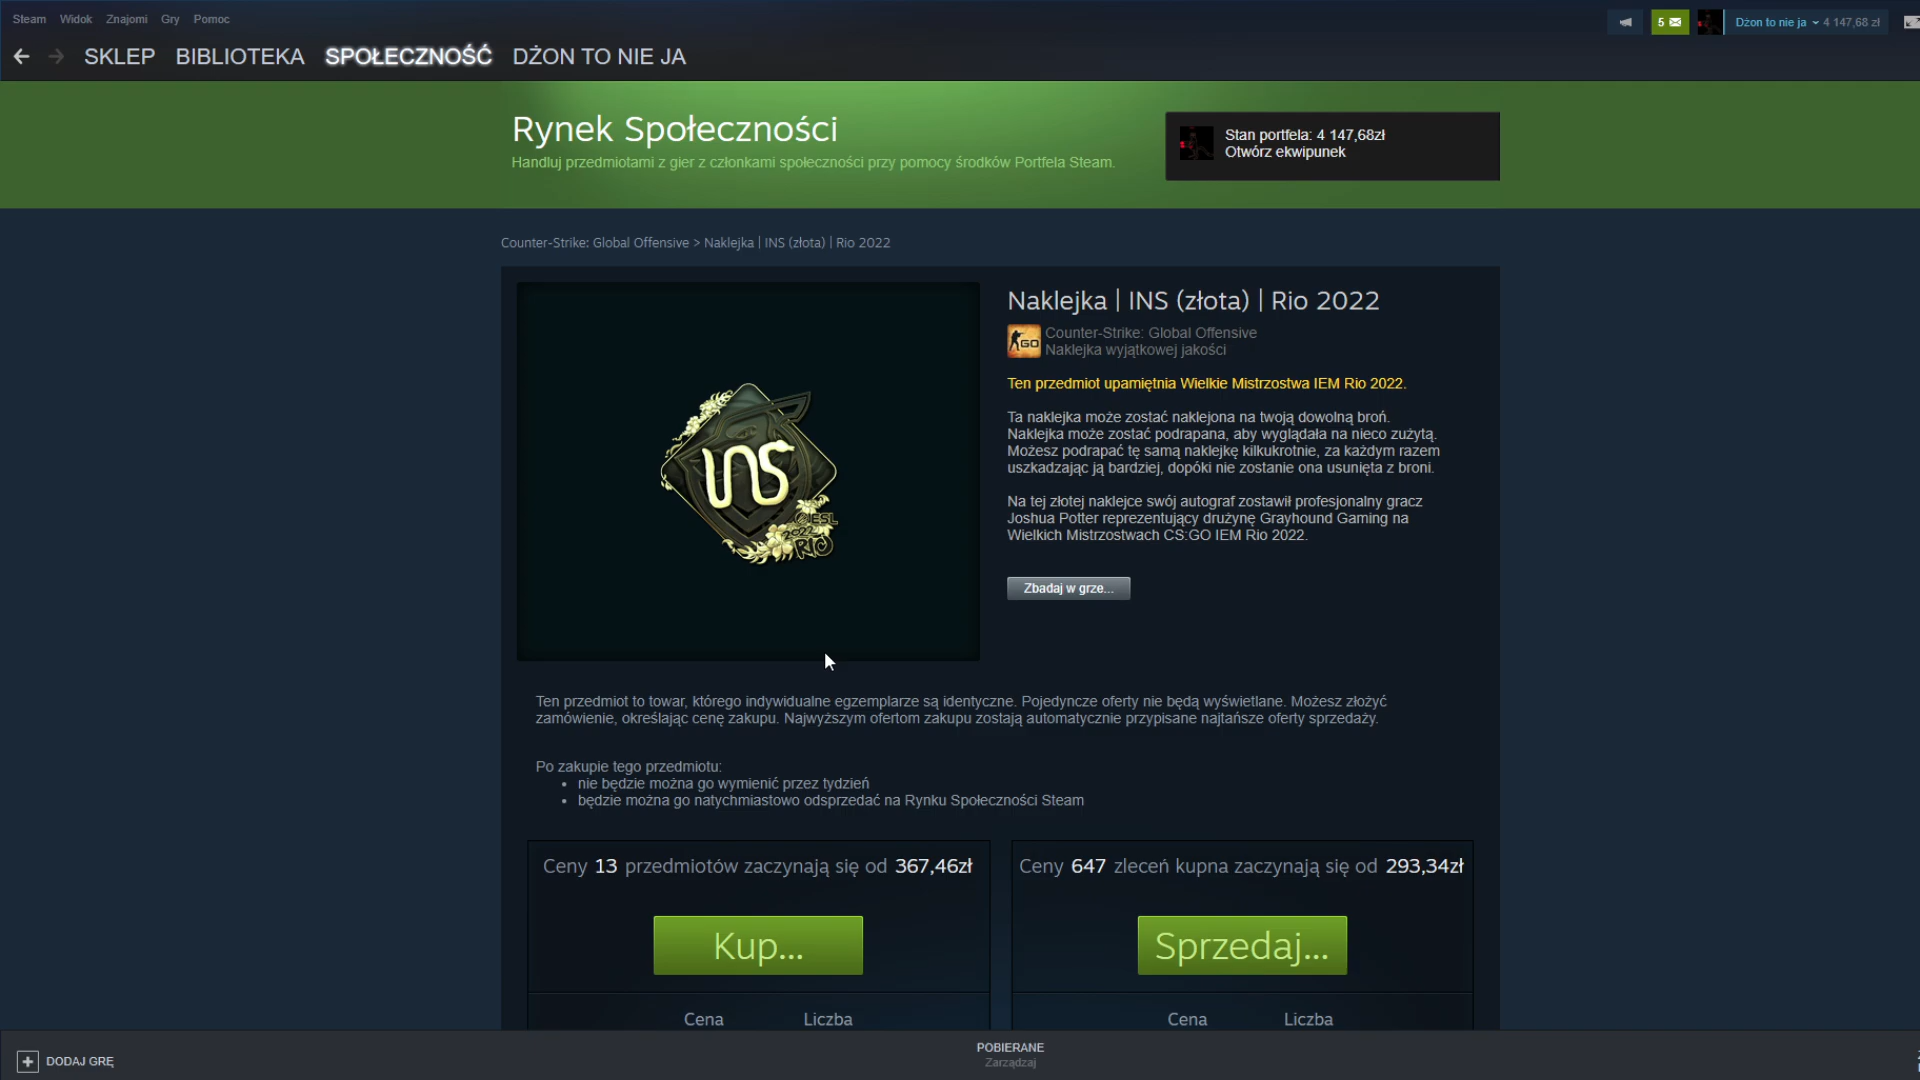 Steam Widok Znajomi Gry Pomoc
5
Dżon to nie ja 4 147,68 zł
SKLEP BIBLIOTEKA SPOŁECZNOŚĆ DŻON TO NIE JA
Rynek Społeczności
Handluj przedmiotami z gier z członkami społeczności przy pomocy środków Portfela Steam.
Stan portfela: 4 147,68zł
Otwórz ekwipunek
Counter-Strike: Global Offensive > Naklejka | INS (złota) | Rio 2022
INS
ESL
2022
RIO
Naklejka | INS (złota) | Rio 2022
GO
Counter-Strike: Global Offensive
Naklejka wyjątkowej jakości
Ten przedmiot upamiętnia Wielkie Mistrzostwa IEM Rio 2022.
Ta naklejka może zostać naklejona na twoją dowolną broń.
Naklejka może zostać podrapana, aby wyglądała na nieco zużytą.
Możesz podrapać tę samą naklejkę kilkukrotnie, za każdym razem
uszkadzając ją bardziej, dopóki nie zostanie ona usunięta z broni.
Na tej złotej naklejce swój autograf zostawił profesjonalny gracz
Joshua Potter reprezentujący drużynę Grayhound Gaming na
Wielkich Mistrzostwach CS:GO IEM Rio 2022.
Zbadaj w grze...
Ten przedmiot to towar, którego indywidualne egzemplarze są identyczne. Pojedyncze oferty nie będą wyświetlane. Możesz złożyć
zamówienie, określając cenę zakupu. Najwyższym ofertom zakupu zostają automatycznie przypisane najtańsze oferty sprzedaży.
Po zakupie tego przedmiotu:
• nie będzie można go wymienić przez tydzień
• będzie można go natychmiastowo odsprzedać na Rynku Społeczności Steam
Ceny 13 przedmiotów zaczynają się od 367,46zł
Kup...
Cena Liczba
Ceny 647 zleceń kupna zaczynają się od 293,34zł
Sprzedaj...
Cena Liczba
DODAJ GRĘ
POBIERANE
Zarządzaj